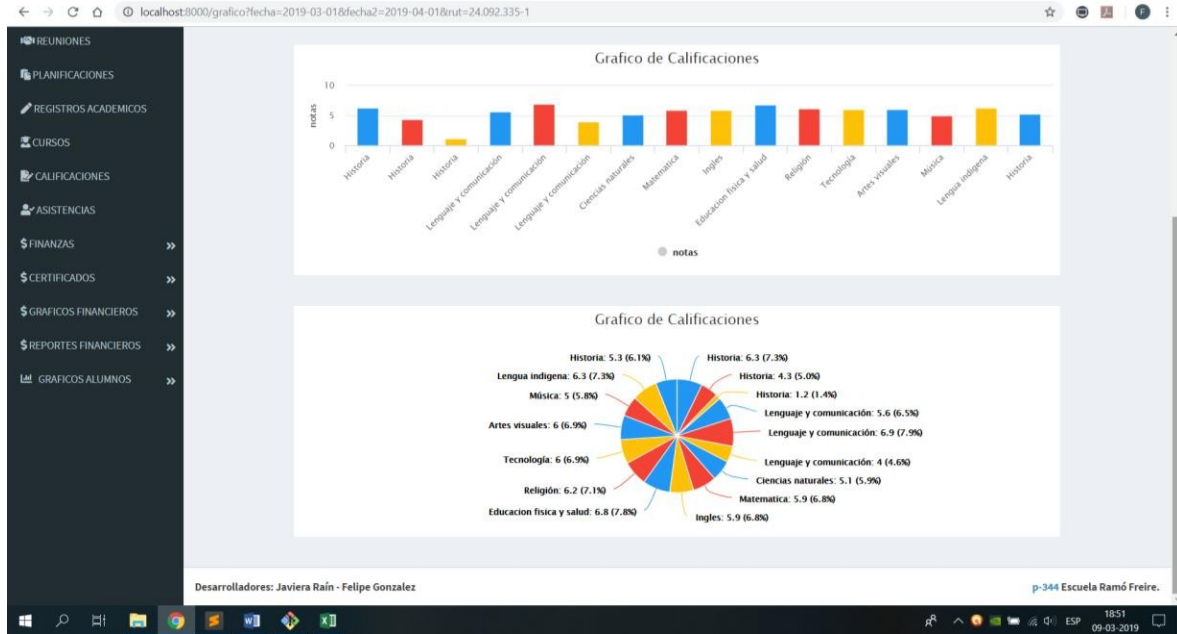 localhost:8000/grafico?fecha=2019-03-01&fecha2=2019-04-01&rut=24.092.335-1
REUNIONES
PLANIFICACIONES
REGISTROS ACADEMICOS
CURSOS
CALIFICACIONES
ASISTENCIAS
$ FINANZAS
$ CERTIFICADOS
$ GRAFICOS FINANCIEROS
$ REPORTES FINANCIEROS
GRAFICOS ALUMNOS
Grafico de Calificaciones
notas
10
5
0
Historia
Historia
Historia
Lenguaje y comunicación
Lenguaje y comunicación
Lenguaje y comunicación
Ciencias naturales
Matematica
Ingles
Educacion fisica y salud
Religión
Tecnología
Artes visuales
Música
Lengua indigena
Historia
notas
Grafico de Calificaciones
Historia: 6.3 (7.3%)
Historia: 4.3 (5.0%)
Historia: 1.2 (1.4%)
Lenguaje y comunicación: 5.6 (6.5%)
Lenguaje y comunicación: 6.9 (7.9%)
Lenguaje y comunicación: 4 (4.6%)
Ciencias naturales: 5.1 (5.9%)
Matematica: 5.9 (6.8%)
Ingles: 5.9 (6.8%)
Educacion fisica y salud: 6.8 (7.8%)
Religión: 6.2 (7.1%)
Tecnología: 6 (6.9%)
Artes visuales: 6 (6.9%)
Música: 5 (5.8%)
Lengua indigena: 6.3 (7.3%)
Historia: 5.3 (6.1%)
Desarrolladores: Javiera Raín - Felipe Gonzalez
p-344 Escuela Ramó Freire.
ESP
18:51
09-03-2019